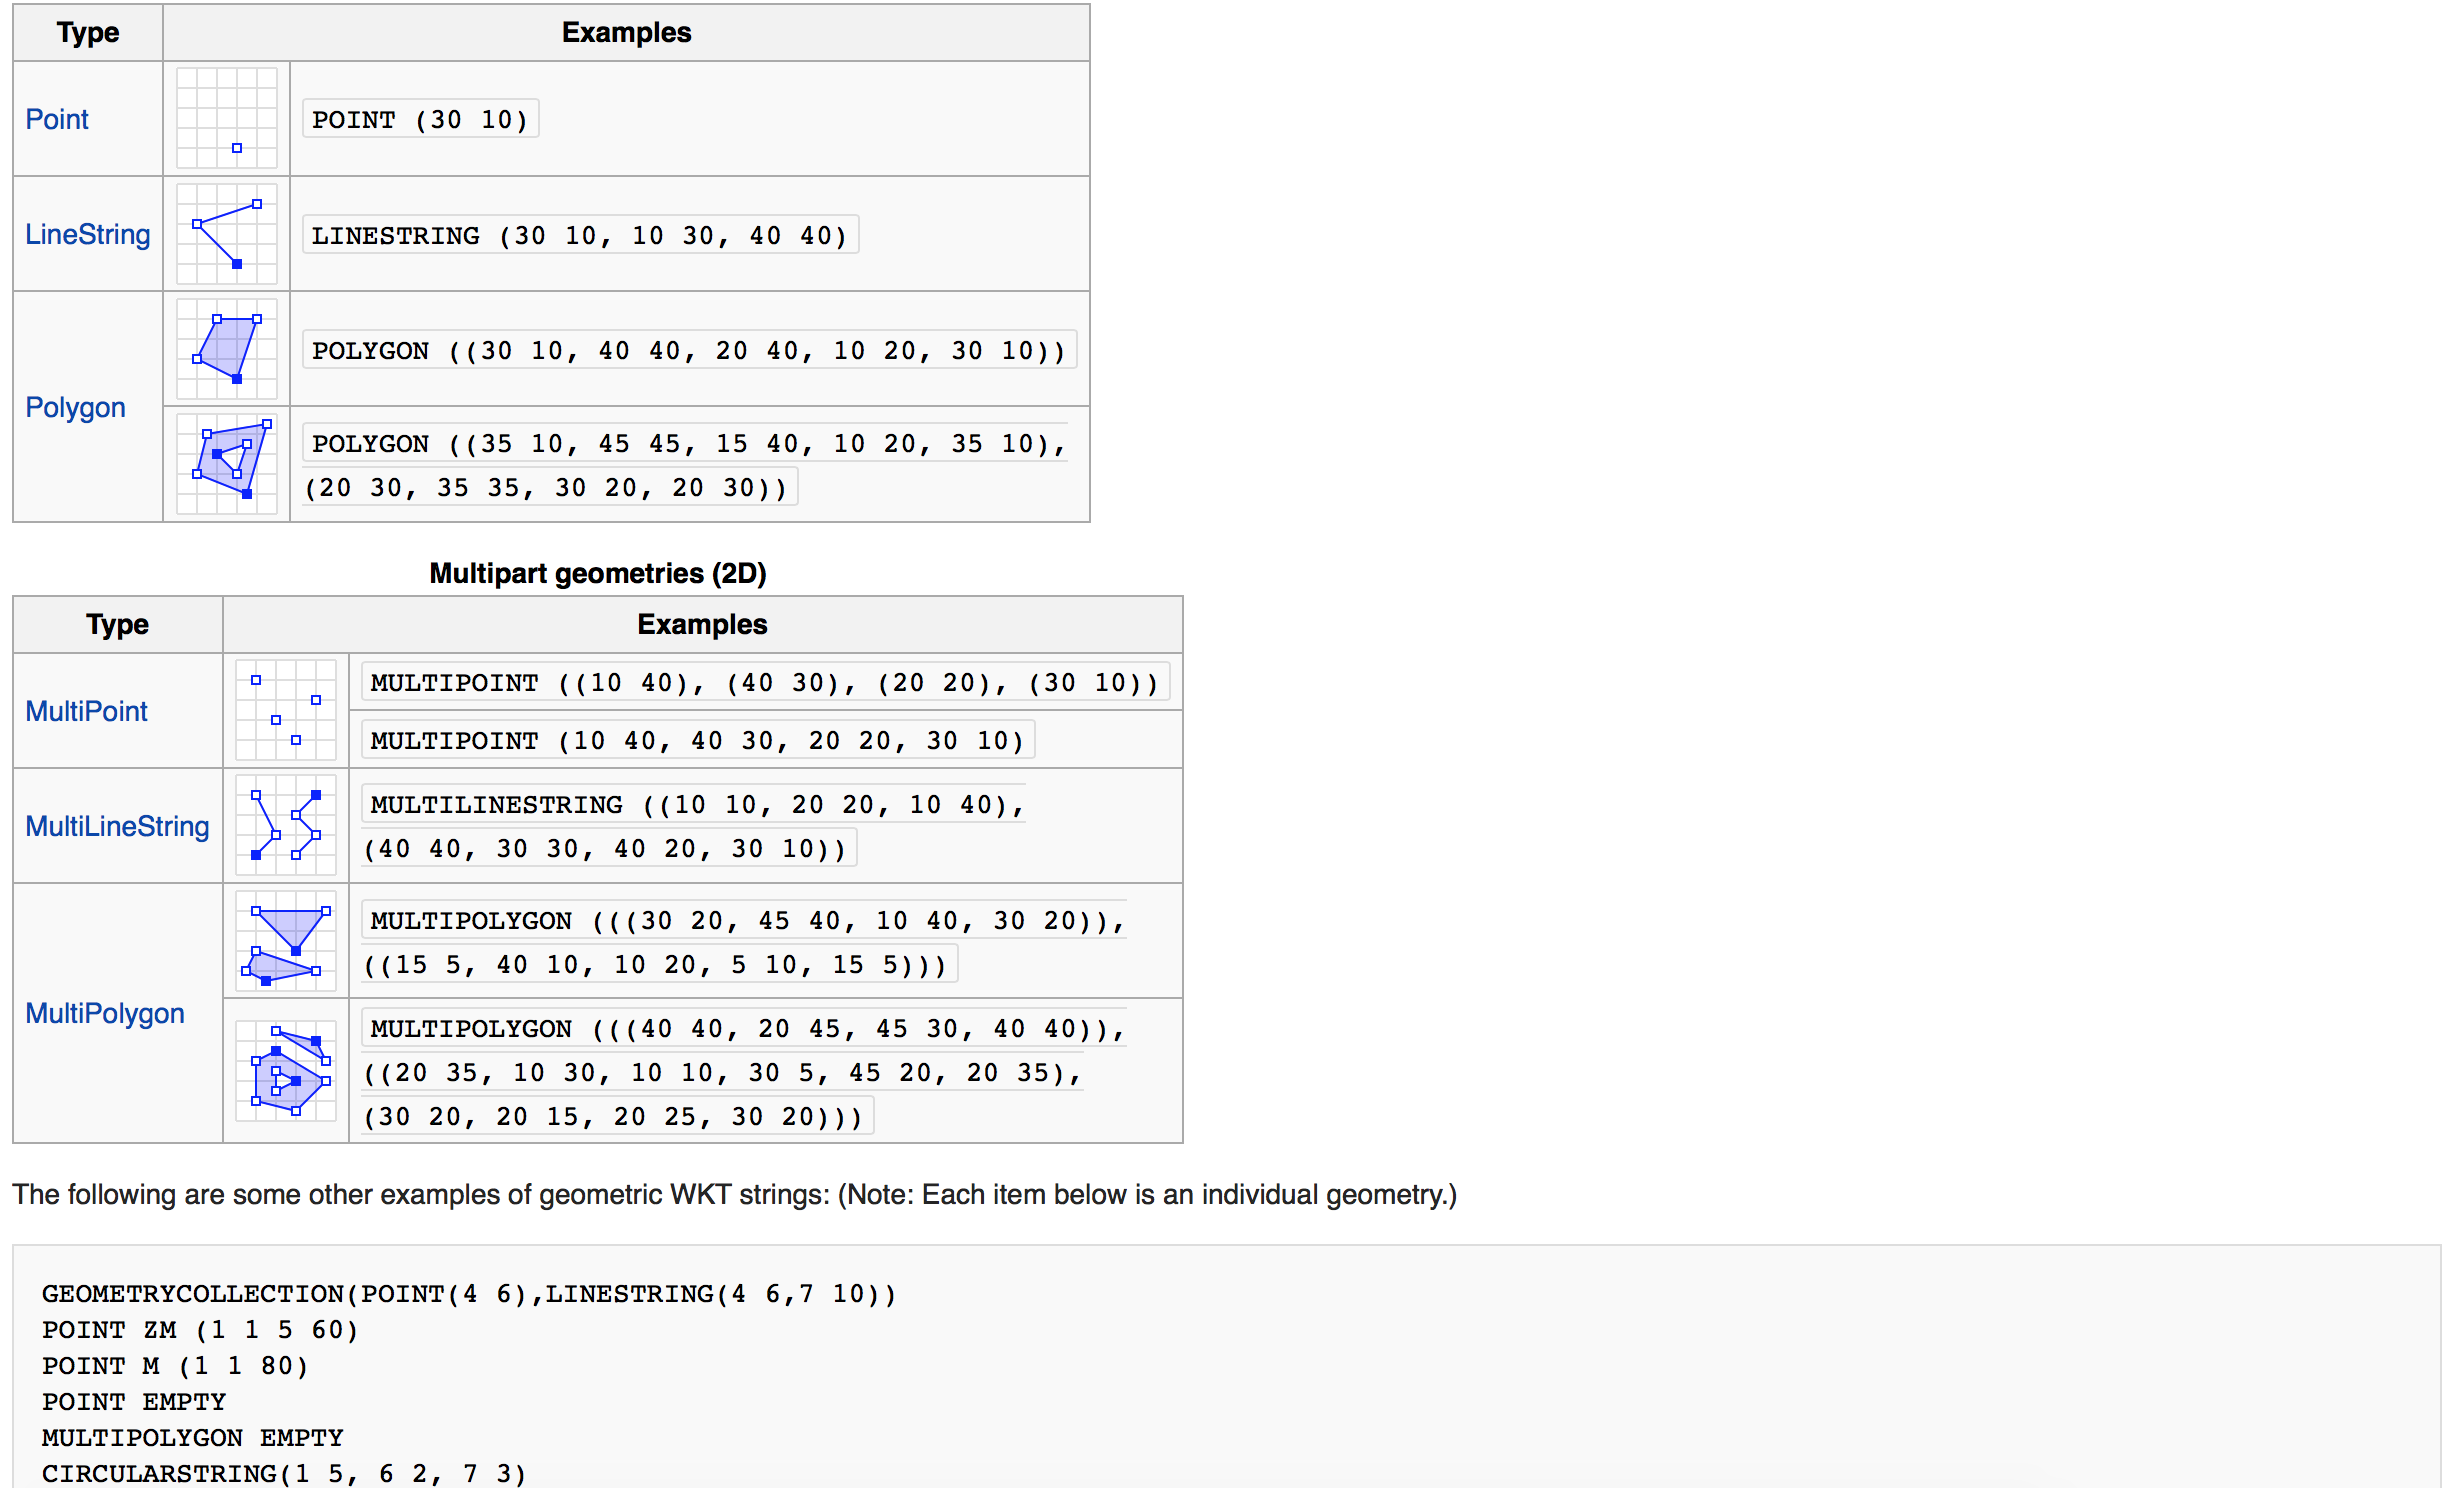 Type Examples
Point POINT (30 10)
LineString LINESTRING (30 10, 10 30, 40 40)
Polygon POLYGON ((30 10, 40 40, 20 40, 10 20, 30 10))
POLYGON ((35 10, 45 45, 15 40, 10 20, 35 10),
(20 30, 35 35, 30 20, 20 30))
Multipart geometries (2D)
Type Examples
MultiPoint MULTIPOINT ((10 40), (40 30), (20 20), (30 10))
MULTIPOINT (10 40, 40 30, 20 20, 30 10)
MultiLineString MULTILINESTRING ((10 10, 20 20, 10 40),
(40 40, 30 30, 40 20, 30 10))
MultiPolygon MULTIPOLYGON (((30 20, 45 40, 10 40, 30 20)),
((15 5, 40 10, 10 20, 5 10, 15 5)))
MULTIPOLYGON (((40 40, 20 45, 45 30, 40 40)),
((20 35, 10 30, 10 10, 30 5, 45 20, 20 35),
(30 20, 20 15, 20 25, 30 20)))
The following are some other examples of geometric WKT strings: (Note: Each item below is an individual geometry.)
GEOMETRYCOLLECTION(POINT(4 6),LINESTRING(4 6,7 10))
POINT ZM (1 1 5 60)
POINT M (1 1 80)
POINT EMPTY
MULTIPOLYGON EMPTY
CIRCULARSTRING(1 5, 6 2, 7 3)